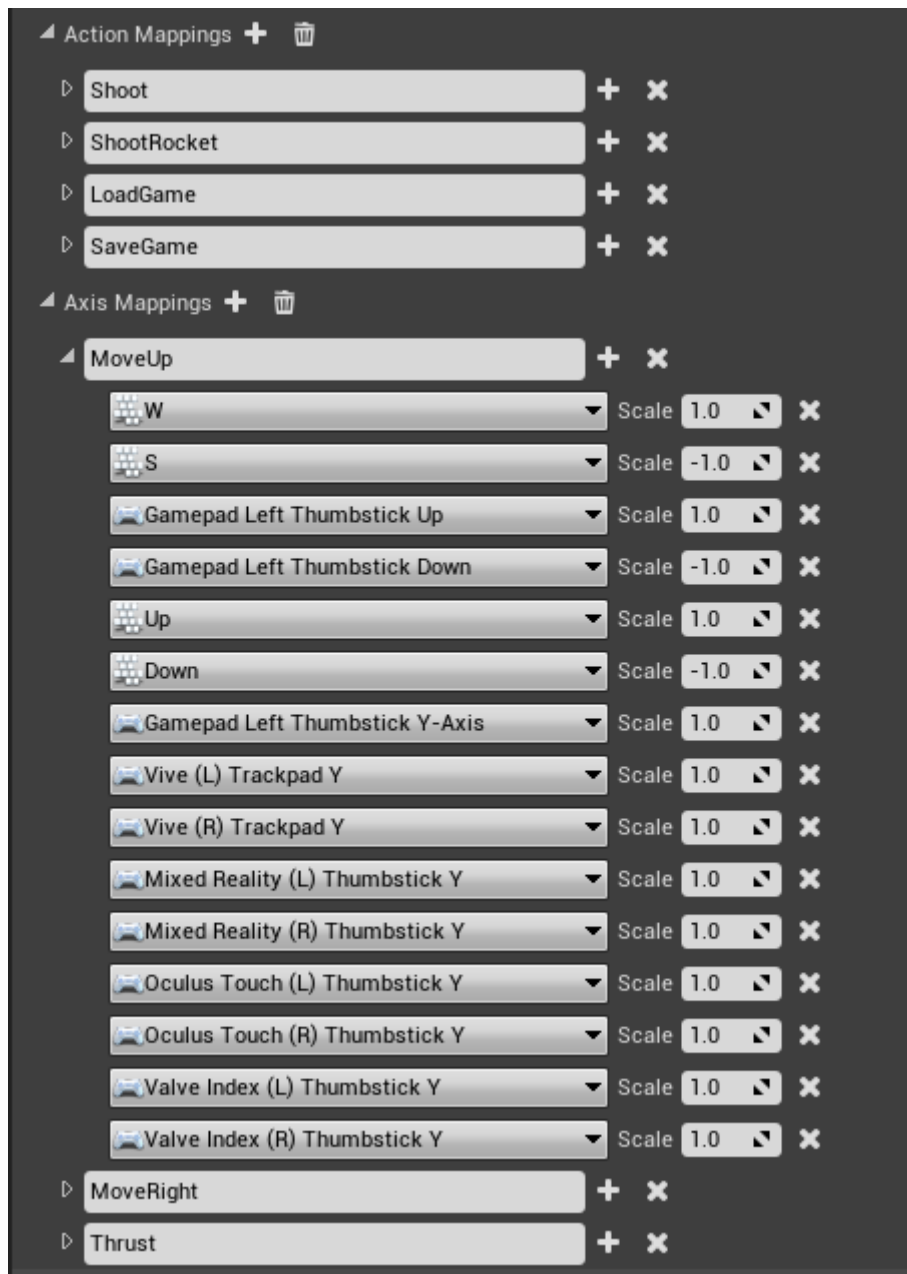 Action Mappings
Shoot
ShootRocket
LoadGame
SaveGame
Axis Mappings
MoveUp
W Scale 1.0
S Scale -1.0
Gamepad Left Thumbstick Up Scale 1.0
Gamepad Left Thumbstick Down Scale -1.0
Up Scale 1.0
Down Scale -1.0
Gamepad Left Thumbstick Y-Axis Scale 1.0
Vive (L) Trackpad Y Scale 1.0
Vive (R) Trackpad Y Scale 1.0
Mixed Reality (L) Thumbstick Y Scale 1.0
Mixed Reality (R) Thumbstick Y Scale 1.0
Oculus Touch (L) Thumbstick Y Scale 1.0
Oculus Touch (R) Thumbstick Y Scale 1.0
Valve Index (L) Thumbstick Y Scale 1.0
Valve Index (R) Thumbstick Y Scale 1.0
MoveRight
Thrust